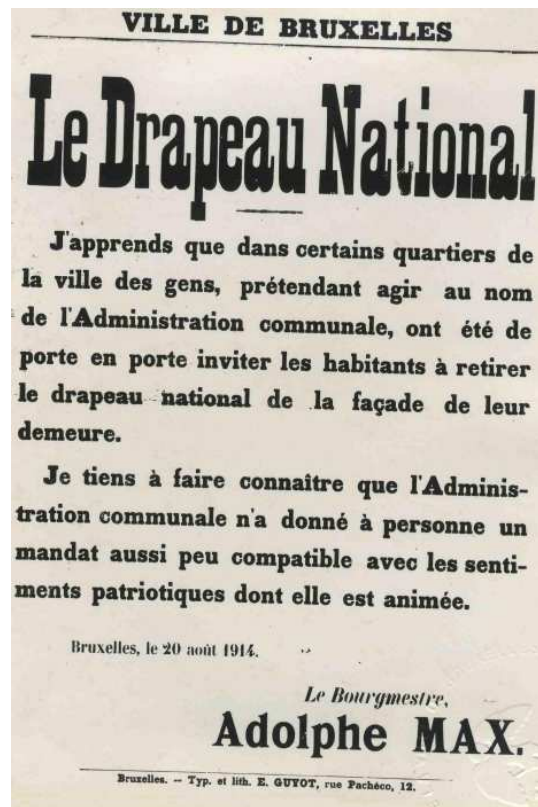 VILLE DE BRUXELLES
Le Drapeau National
J'apprends que dans certains quartiers de
la ville des gens, prétendant agir au nom
de l'Administration communale, ont été de
porte en porte inviter les habitants à retirer
le drapeau national de la façade de leur
demeure.
Je tiens à faire connaître que l'Adminis-
tration communale n'a donné à personne un
mandat aussi peu compatible avec les senti-
ments patriotiques dont elle est animée.
Bruxelles, le 20 août 1914.
Le Bourgmestre,
Adolphe MAX.
Bruxelles. — Typ. et lith. E. GUYOT, rue Pachéco, 12.